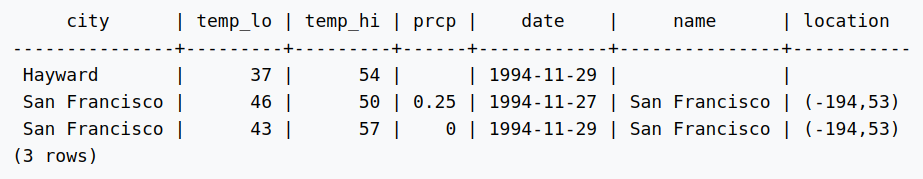 city      | temp_lo | temp_hi | prcp |    date    |     name      | location
---------------+---------+---------+------+------------+---------------+-----------
 Hayward       |      37 |      54 |      | 1994-11-29 |               |
 San Francisco |      46 |      50 | 0.25 | 1994-11-27 | San Francisco | (-194,53)
 San Francisco |      43 |      57 |    0 | 1994-11-29 | San Francisco | (-194,53)
(3 rows)